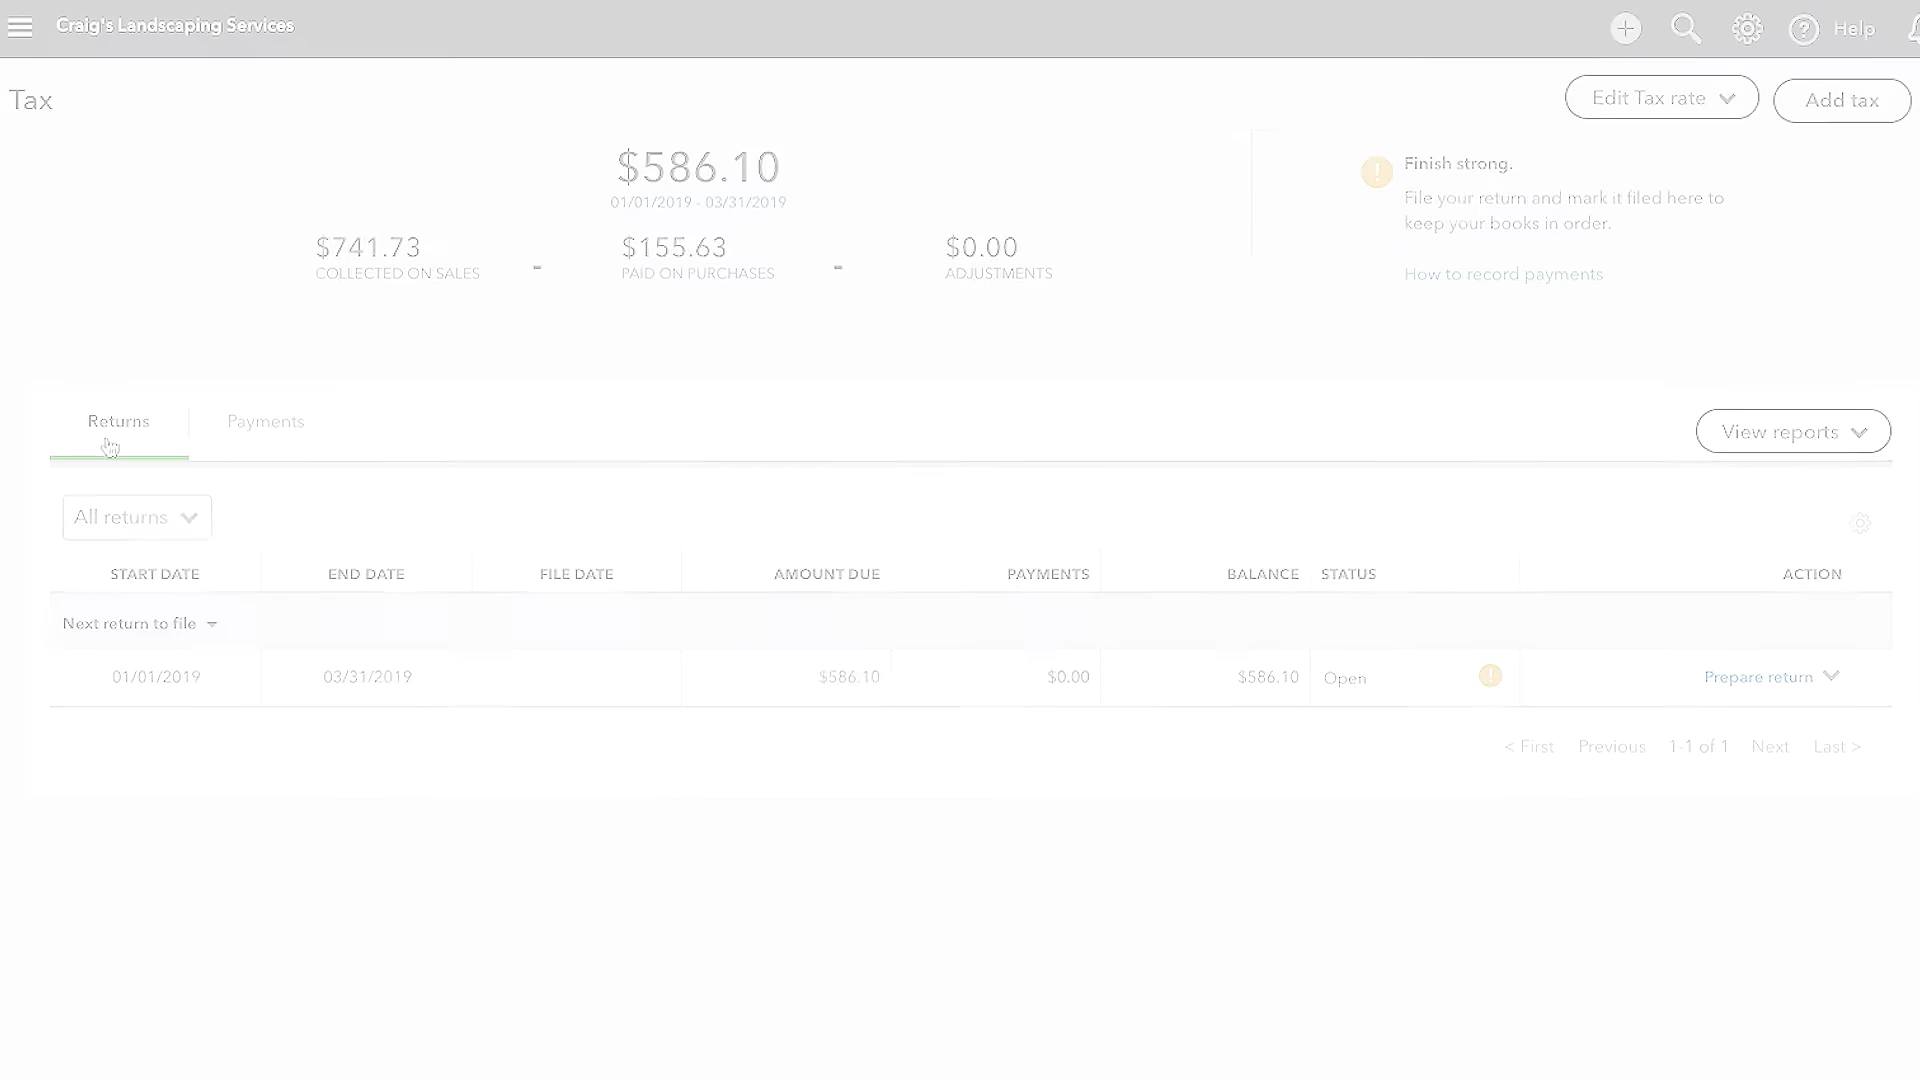 Craig's Landscaping Services
Help
Tax
Edit Tax rate
Add tax
$586.10
01/01/2019 - 03/31/2019
$741.73
COLLECTED ON SALES
-
$155.63
PAID ON PURCHASES
-
$0.00
ADJUSTMENTS
Finish strong.
File your return and mark it filed here to
keep your books in order.
How to record payments
Returns
Payments
View reports
All returns
START DATE END DATE FILE DATE AMOUNT DUE PAYMENTS BALANCE STATUS ACTION
Next return to file
01/01/2019 03/31/2019 $586.10 $0.00 $586.10 Open Prepare return
< First Previous 1-1 of 1 Next Last >